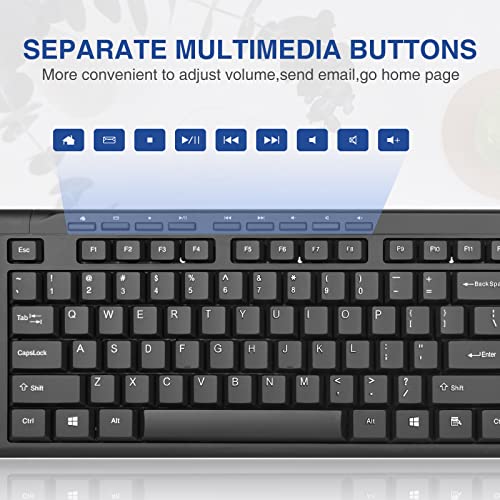 SEPARATE MULTIMEDIA BUTTONS
More convenient to adjust volume,send email,go home page
Esc F1 F2 F3 F4 F5 F6 F7 F8 F9 F10 F11
~ ! @ # $ % ^ & * ( ) _ +
` 1 2 3 4 5 6 7 8 9 0 - = Back Spa
Tab Q W E R T Y U I O P { } |
[ ] \
CapsLock A S D F G H J K L : " Enter
; '
Shift Z X C V B N M < > ? Shift
, . /
Ctrl Alt Alt Ctrl